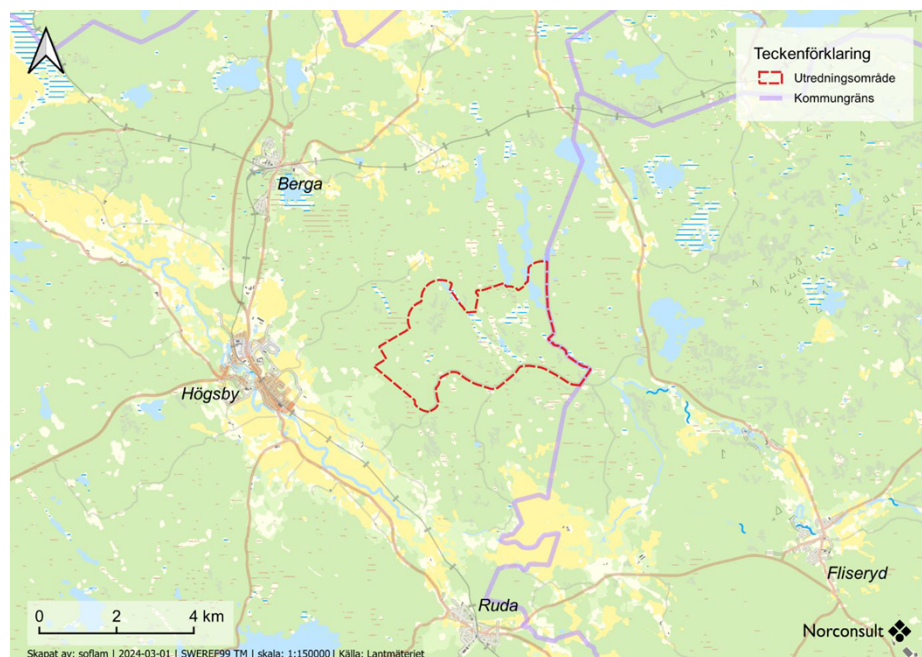 Teckenförklaring
Utredningsområde
Kommungräns
Berga
Högsby
Ruda
Fliseryd
0 2 4 km
Norconsult
Skapat av: soflam | 2024-03-01 | SWEREF99 TM | skala: 1:150000 | Källa: Lantmäteriet